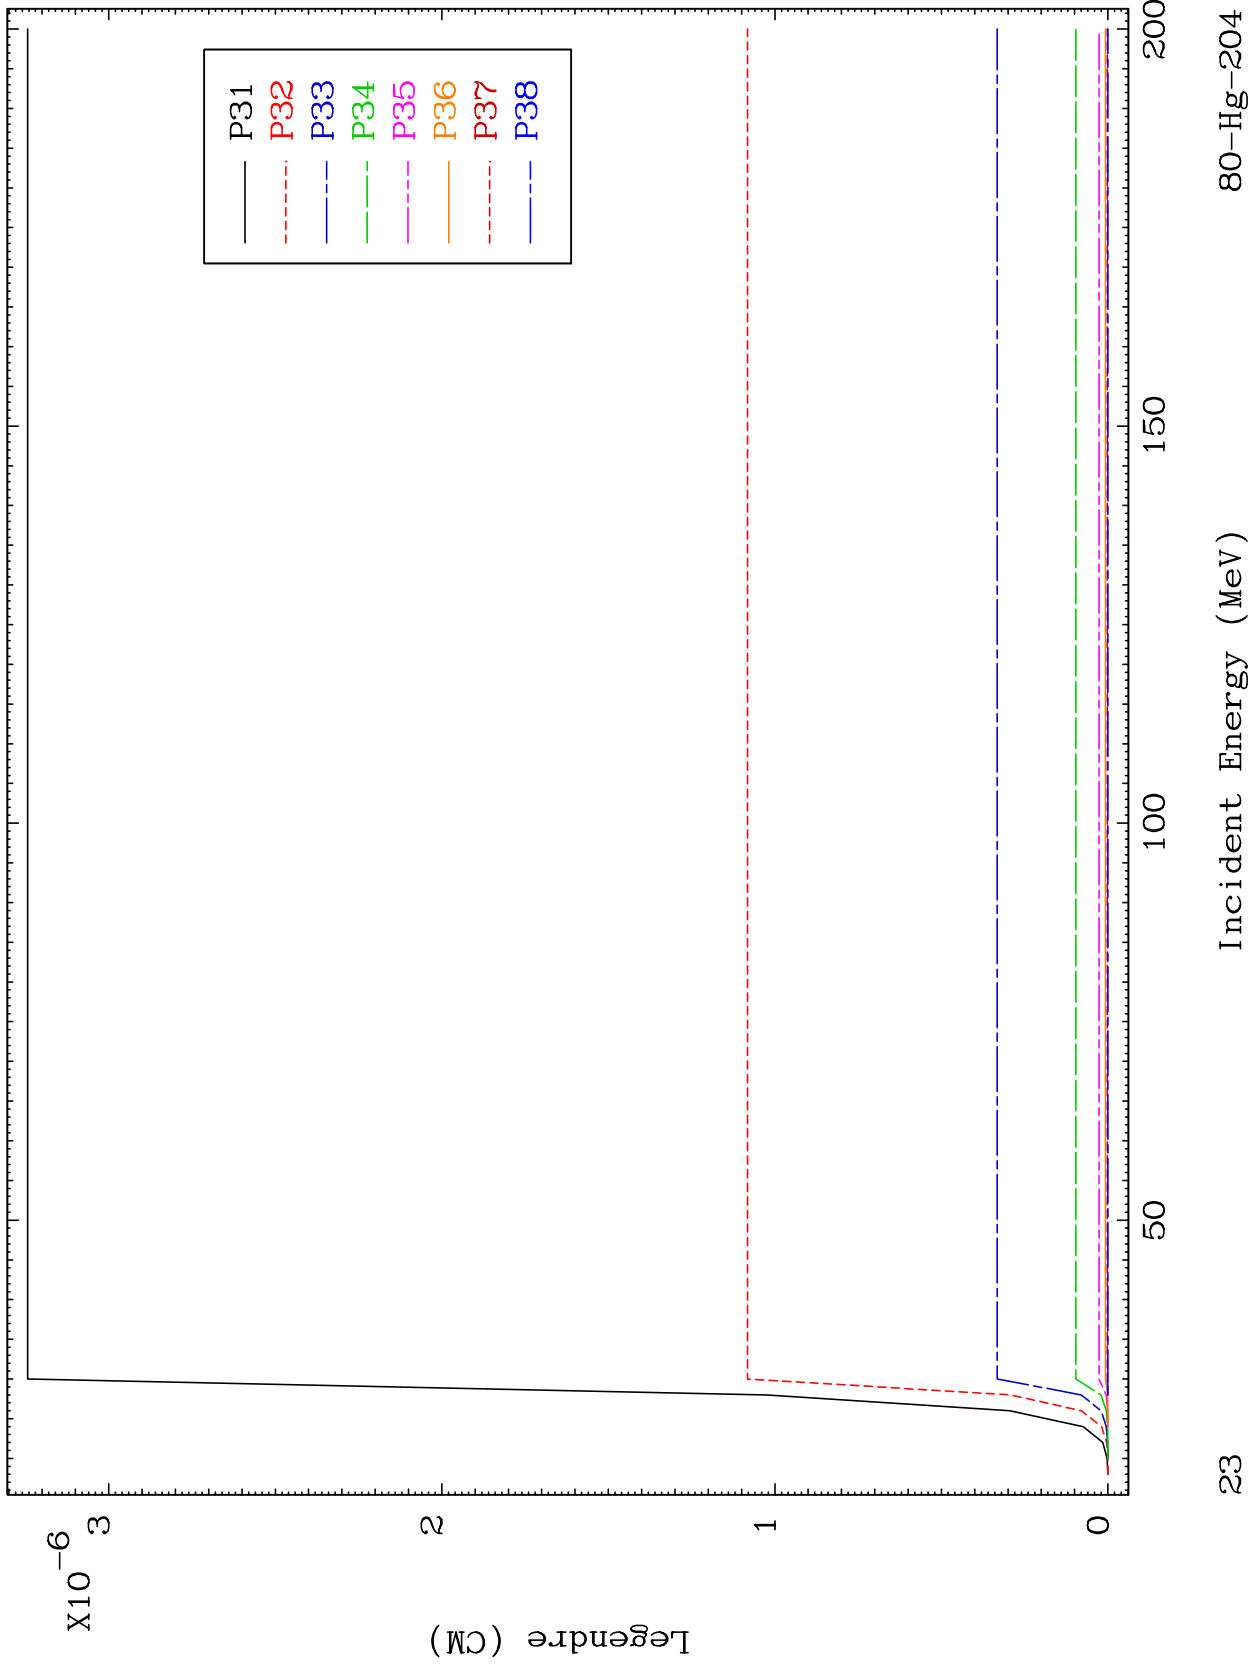 X10-6
3
2
1
0
Legendre (CM)
P31
P32
P33
P34
P35
P36
P37
P38
50
100
150
200
Incident Energy (MeV)
23
80-Hg-204